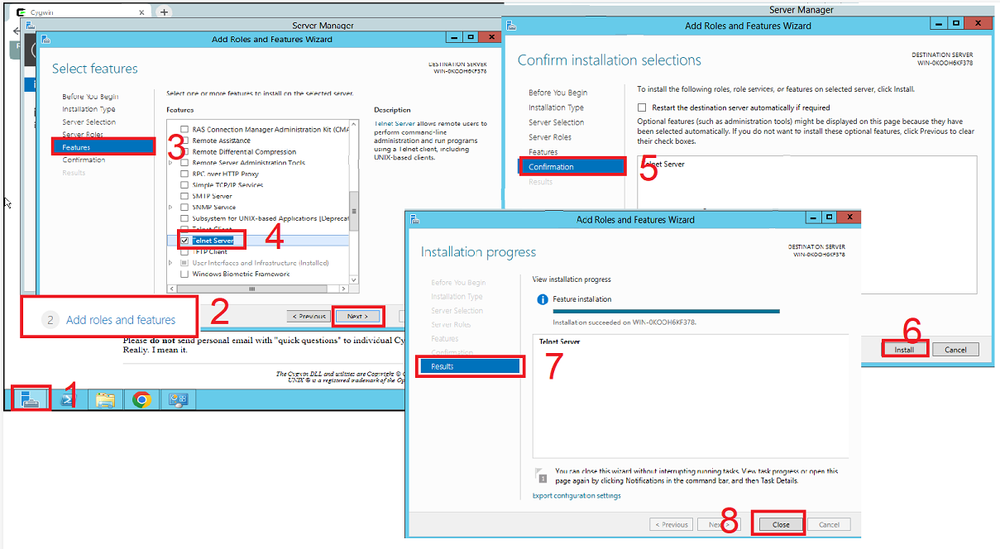 Cygwin
Server Manager
Add Roles and Features Wizard
Select features
DESTINATION SERVER
WIN-0KOOH6KF378
Before You Begin
Installation Type
Server Selection
Server Roles
Features
Confirmation
Results
3
Select one or more features to install on the selected server.
Features
RAS Connection Manager Administration Kit (CMA
Remote Assistance
Remote Differential Compression
Remote Server Administration Tools
RPC over HTTP Proxy
Simple TCP/IP Services
SMTP Server
SNMP Service
Subsystem for UNIX-based Applications [Deprecat
Telnet Client
Telnet Server
4
TFTP Client
User Interfaces and Infrastructure (Installed)
Windows Biometric Framework
Description
Telnet Server allows remote users to
perform command-line
administration and run programs
using a Telnet client, including
UNIX-based clients.
2 Add roles and features
2
< Previous
Next >
Please do not send personal email with "quick questions" to individual Cy
Really. I mean it.
The Cygwin DLL and utilities are Copyright ©
UNIX ® is a registered trademark of the Op
1
Server Manager
Add Roles and Features Wizard
Confirm installation selections
DESTINATION SERVER
WIN-0KOOH6KF378
Before You Begin
Installation Type
Server Selection
Server Roles
Features
Confirmation
Results
5
To install the following roles, role services, or features on selected server, click Install.
Restart the destination server automatically if required
Optional features (such as administration tools) might be displayed on this page because they have
been selected automatically. If you do not want to install these optional features, click Previous to clear
their check boxes.
Telnet Server
6
Install
Cancel
Add Roles and Features Wizard
Installation progress
DESTINATION SERVER
WIN-0KOOH6KF378
Before You Begin
Installation Type
Server Selection
Server Roles
Features
Confirmation
Results
View installation progress
Feature installation
Installation succeeded on WIN-0KOOH6KF378.
Telnet Server
7
You can close this wizard without interrupting running tasks. View task progress or open this
page again by clicking Notifications in the command bar, and then Task Details.
Export configuration settings
< Previous
Next >
8
Close
Cancel